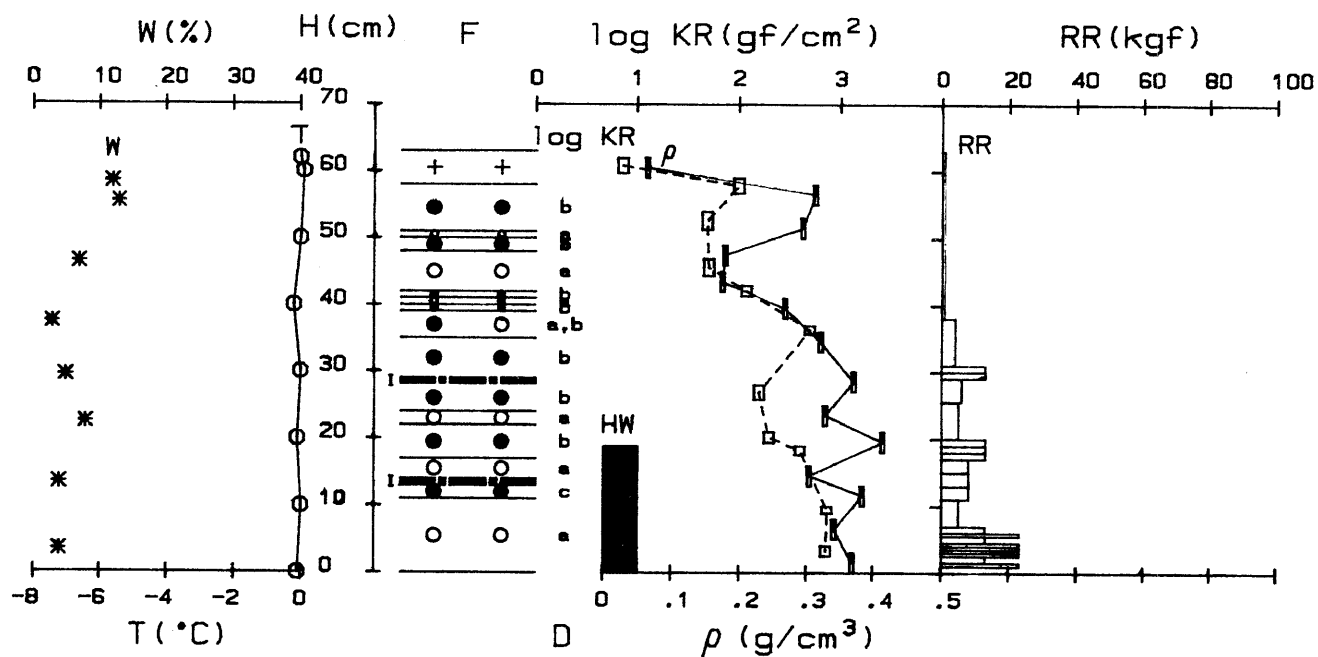 W(%) H(cm) F log KR(gf/cm²) RR(kgf)
0 10 20 30 40 0 1 2 3 0 20 40 60 80 100
70
T log KR RR
W ρ
60
b
50
a
40
a,b
b
30
I
b
a
HW
20
b
a
I
c
10
a
0
-8 -6 -4 -2 0 0 .1 .2 .3 .4 .5
T(°C) D ρ (g/cm³)